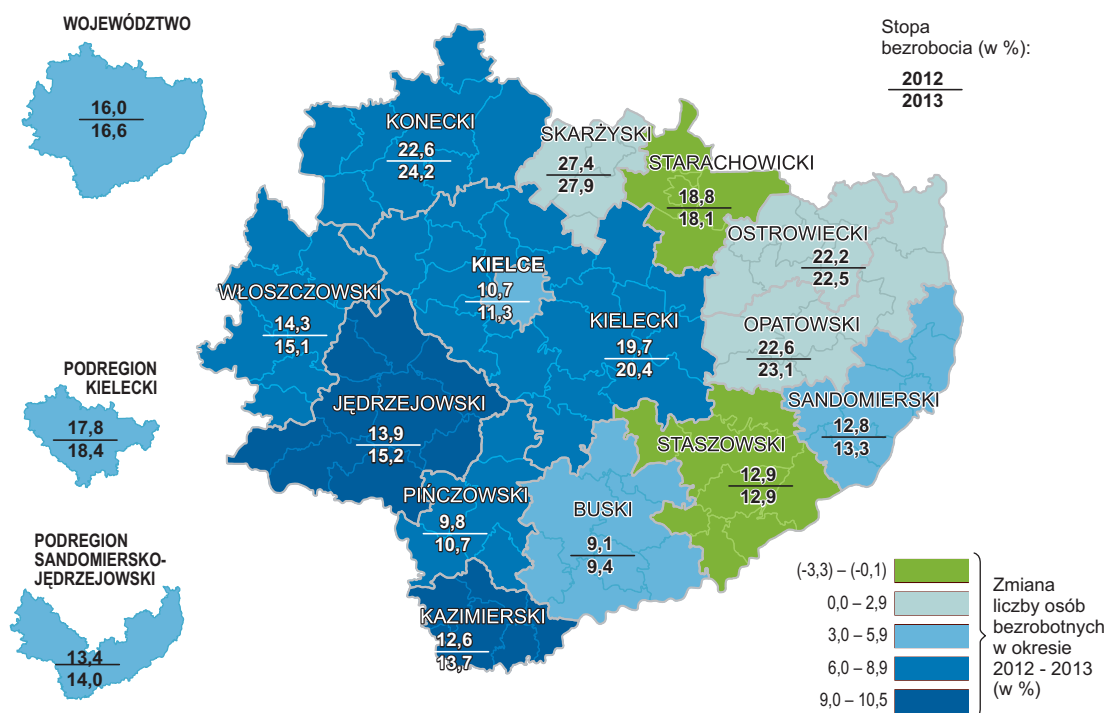 WOJEWÓDZTWO
16,0
16,6
PODREGION
KIELECKI
17,8
18,4
PODREGION
SANDOMIERSKO-
JĘDRZEJOWSKI
13,4
14,0
Stopa
bezrobocia (w %):
2012
2013
KONECKI
22,6
24,2
SKARŻYSKI
27,4
27,9
STARACHOWICKI
18,8
18,1
OSTROWIECKI
22,2
22,5
KIELCE
10,7
11,3
WŁOSZCZOWSKI
14,3
15,1
KIELECKI
19,7
20,4
OPATOWSKI
22,6
23,1
JĘDRZEJOWSKI
13,9
15,2
SANDOMIERSKI
12,8
13,3
STASZOWSKI
12,9
12,9
PIŃCZOWSKI
9,8
10,7
BUSKI
9,1
9,4
KAZIMIERSKI
12,6
13,7
(-3,3) – (-0,1)
0,0 – 2,9
3,0 – 5,9
6,0 – 8,9
9,0 – 10,5
Zmiana
liczby osób
bezrobotnych
w okresie
2012 - 2013
(w %)